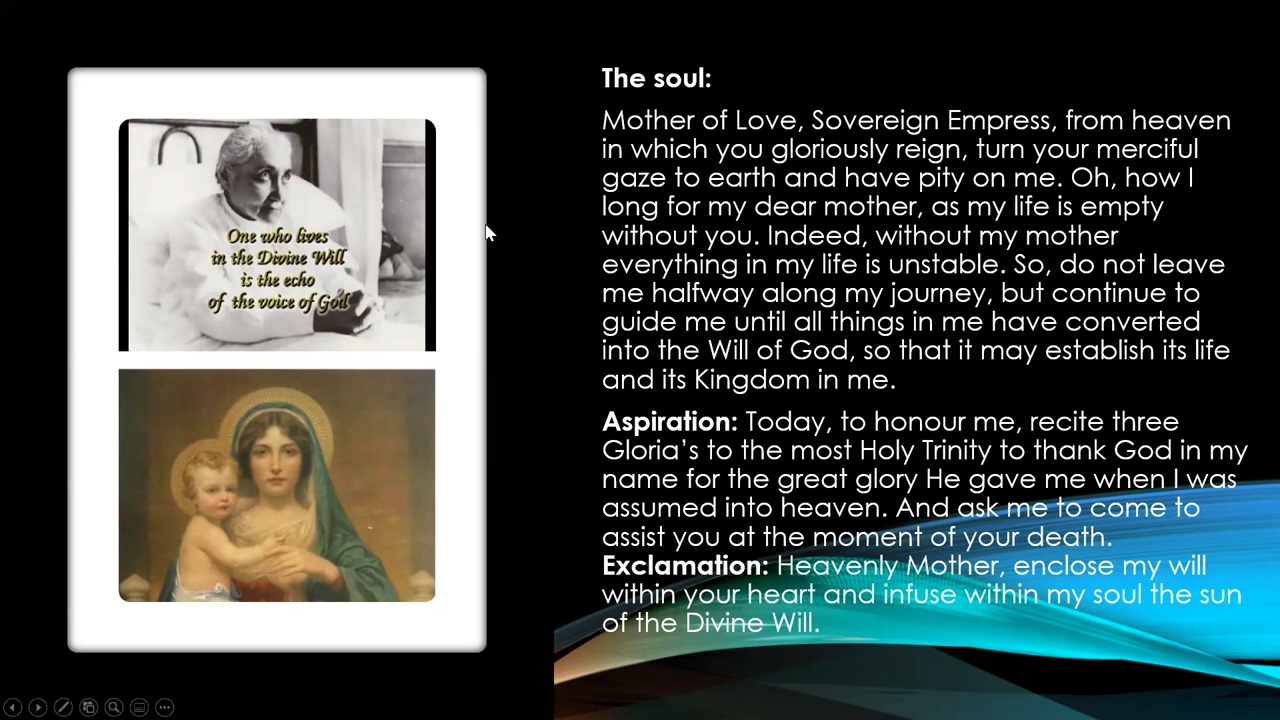 One who lives
in the Divine Will
is the echo
of the voice of God
The soul:
Mother of Love, Sovereign Empress, from heaven
in which you gloriously reign, turn your merciful
gaze to earth and have pity on me. Oh, how I
long for my dear mother, as my life is empty
without you. Indeed, without my mother
everything in my life is unstable. So, do not leave
me halfway along my journey, but continue to
guide me until all things in me have converted
into the Will of God, so that it may establish its life
and its Kingdom in me.
Aspiration: Today, to honour me, recite three
Gloria’s to the most Holy Trinity to thank God in my
name for the great glory He gave me when I was
assumed into heaven. And ask me to come to
assist you at the moment of your death.
Exclamation: Heavenly Mother, enclose my will
within your heart and infuse within my soul the sun
of the Divine Will.